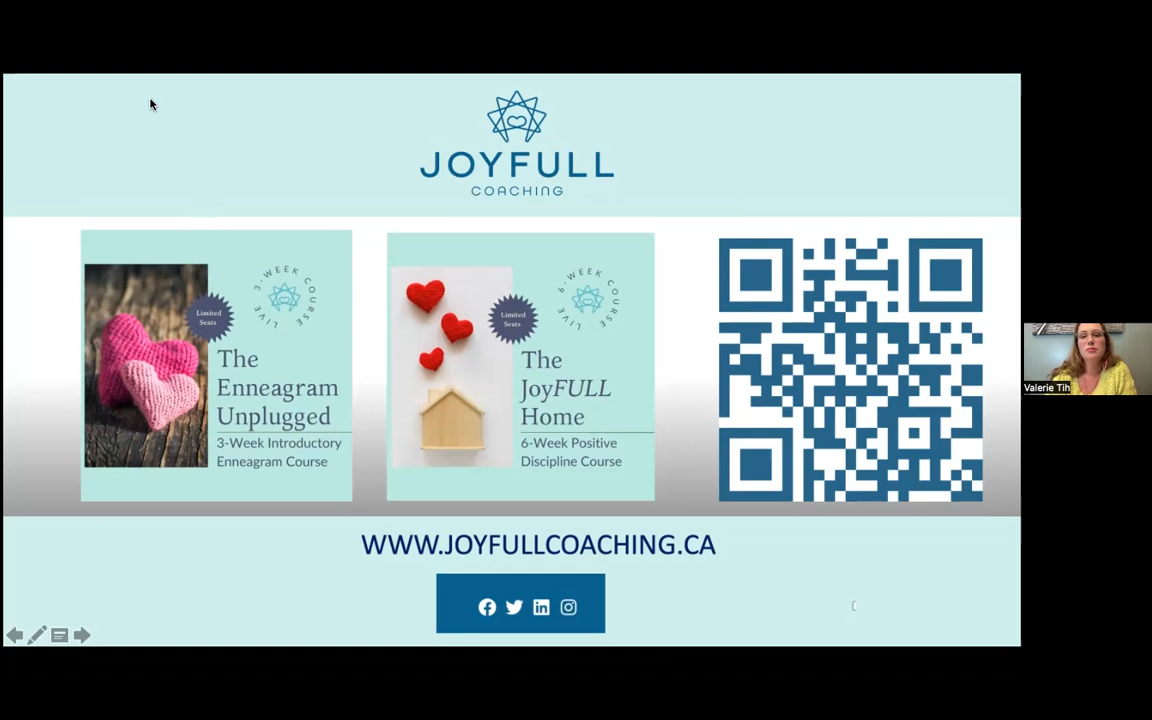 JOYFULL
COACHING
LIVE 3-WEEK COURSE
Limited
Seats
The
Enneagram
Unplugged
3-Week Introductory
Enneagram Course
LIVE 6-WEEK COURSE
Limited
Seats
The
JoyFULL
Home
6-Week Positive
Discipline Course
WWW.JOYFULLCOACHING.CA
Valerie Tih